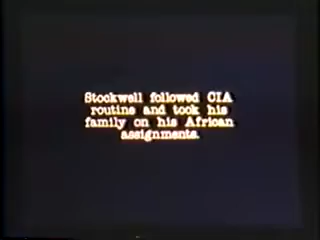 Stockwell followed CIA
routine and took his
family on his African
assignments.